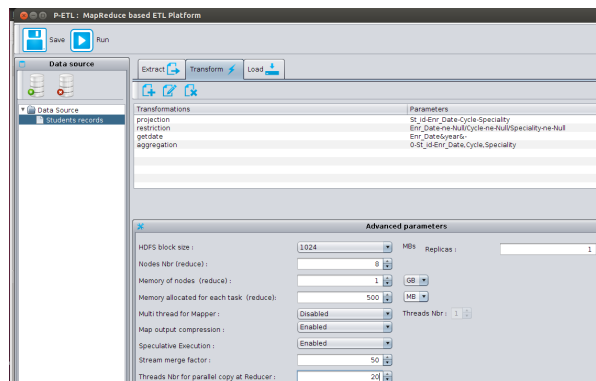 P-ETL : MapReduce based ETL Platform
Save Run
Data source
Data Source
Students records
Extract Transform Load
Transformations Parameters
projection St_id-Enr_Date-Cycle-Speciality
restriction Enr_Date-ne-Null/Cycle-ne-Null/Speciality-ne-Null
getdate Enr_Date&year&-
aggregation 0-St_id-Enr_Date,Cycle,Speciality
Advanced parameters
HDFS block size : 1024 MBs Replicas : 1
Nodes Nbr (reduce) : 8
Memory of nodes (reduce) : 1 GB
Memory allocated for each task (reduce): 500 MB
Multi thread for Mapper : Disabled Threads Nbr : 1
Map output compression : Enabled
Speculative Execution : Enabled
Stream merge factor : 50
Threads Nbr for parallel copy at Reducer : 20